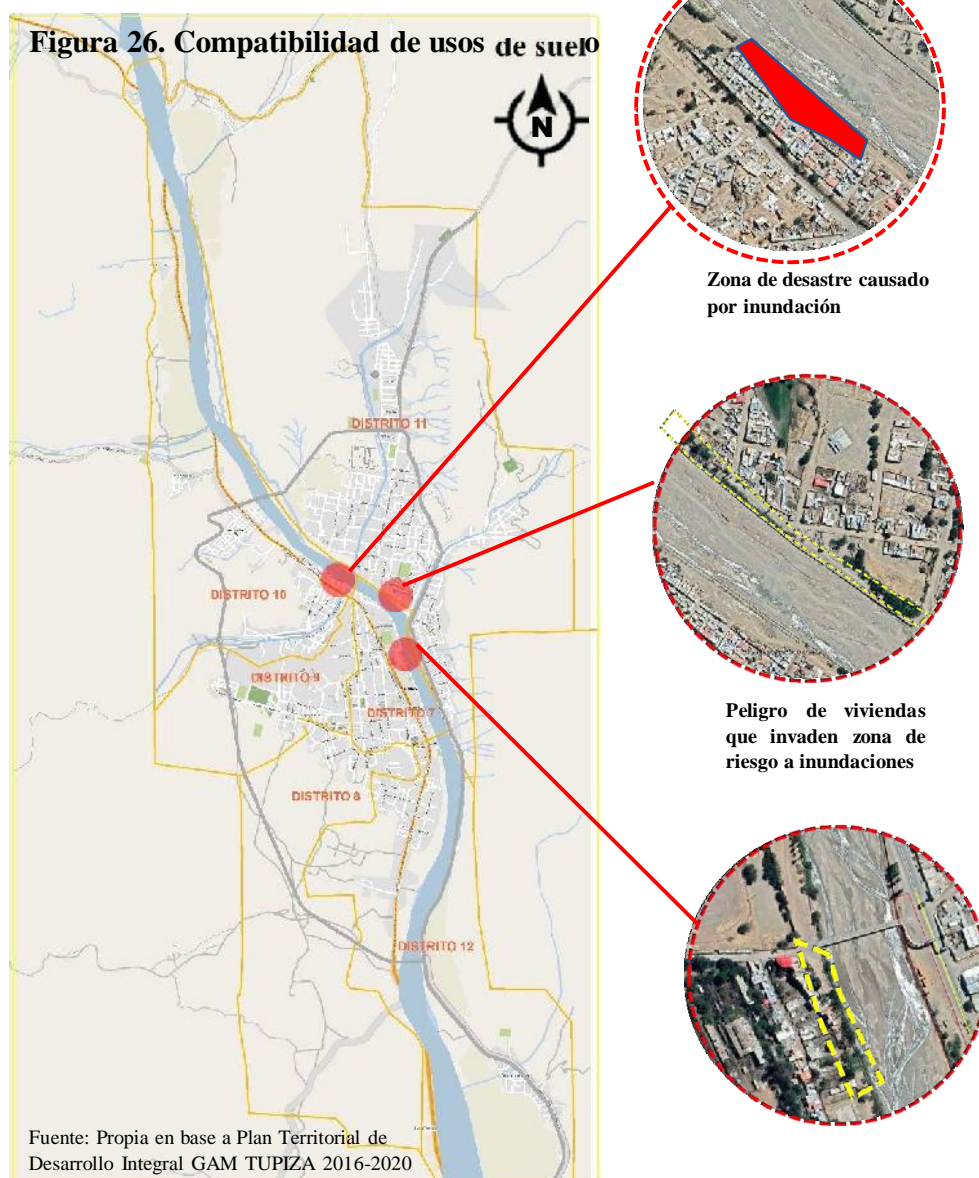 Figura 26. Compatibilidad de usos de suelo
N
Zona de desastre causado
por inundación
DISTRITO 11
DISTRITO 10
DISTRITO 9
DISTRITO 7
Peligro de viviendas
que invaden zona de
riesgo a inundaciones
DISTRITO 8
DISTRITO 12
Fuente: Propia en base a Plan Territorial de
Desarrollo Integral GAM TUPIZA 2016-2020